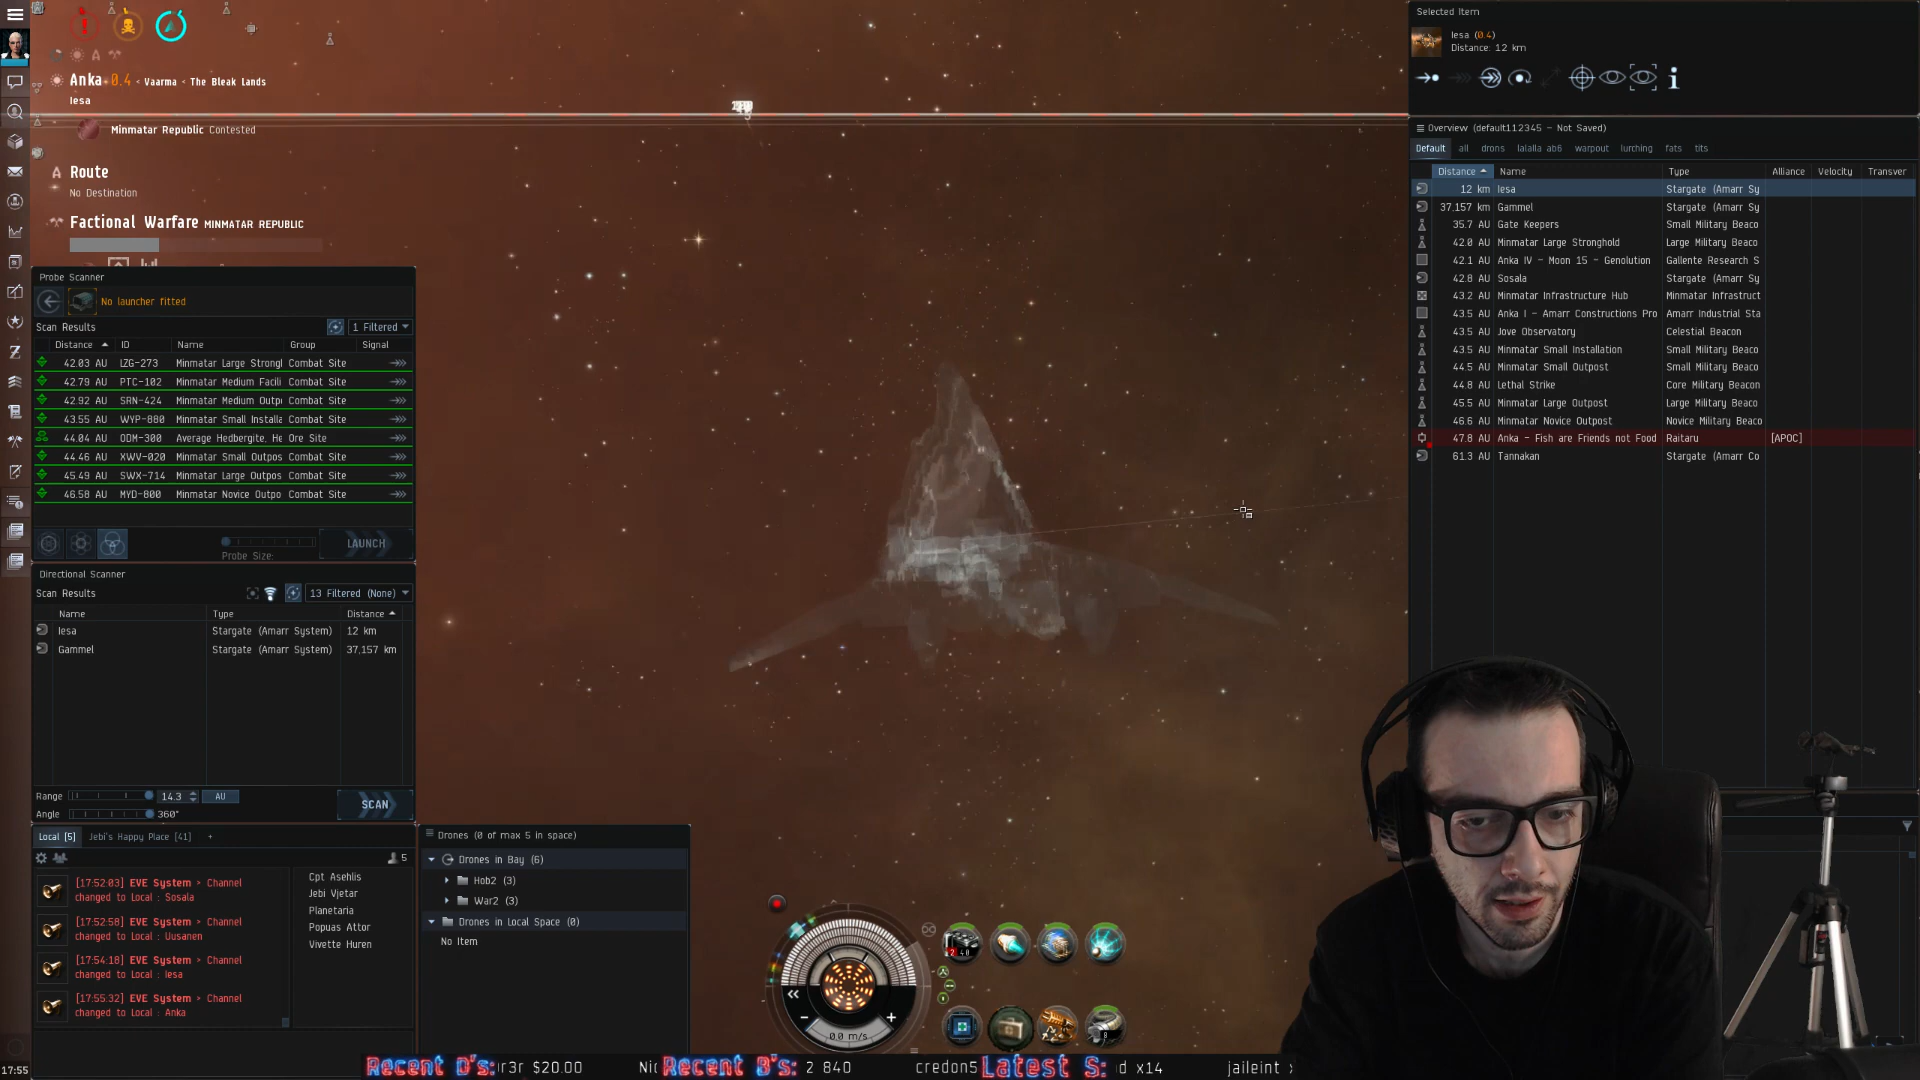 Anka 0.4 < Vaarma < The Bleak Lands
Iesa
Minmatar Republic Contested
Route
No Destination
Factional Warfare MINMATAR REPUBLIC
Probe Scanner
No launcher fitted
Scan Results
1 Filtered
Distance ID Name Group Signal
42.03 AU LZG-273 Minmatar Large Strongl Combat Site
42.79 AU PTC-102 Minmatar Medium Facili Combat Site
42.92 AU SRN-424 Minmatar Medium Outpo Combat Site
43.55 AU WYP-880 Minmatar Small Installa Combat Site
44.04 AU ODM-300 Average Hedbergite, He Ore Site
44.46 AU XWV-020 Minmatar Small Outpos Combat Site
45.49 AU SWX-714 Minmatar Large Outpos Combat Site
46.58 AU MYD-800 Minmatar Novice Outpo Combat Site
Probe Size:
LAUNCH
Directional Scanner
Scan Results
13 Filtered (None)
Name Type Distance
Iesa Stargate (Amarr System) 12 km
Gammel Stargate (Amarr System) 37,157 km
Range 14.3 AU
Angle 360°
SCAN
Local [5] Jebi's Happy Place [41] +
5
[17:52:03] EVE System > Channel
changed to Local : Sosala
[17:52:58] EVE System > Channel
changed to Local : Uusanen
[17:54:18] EVE System > Channel
changed to Local : Iesa
[17:55:32] EVE System > Channel
changed to Local : Anka
Cpt Asehlis
Jebi Vjetar
Planetaria
Popuas Attor
Vivette Huren
17:55
Drones (0 of max 5 in space)
Drones in Bay (6)
Hob2 (3)
War2 (3)
Drones in Local Space (0)
No Item
0.0 m/s
Selected Item
Iesa (0.4)
Distance: 12 km
Overview (default112345 - Not Saved)
Default all drons lalalla ab6 warpout lurching fats tits
Distance Name Type Alliance Velocity Transver
12 km Iesa Stargate (Amarr Sy
37,157 km Gammel Stargate (Amarr Sy
35.7 AU Gate Keepers Small Military Beaco
42.0 AU Minmatar Large Stronghold Large Military Beaco
42.1 AU Anka IV - Moon 15 - Genolution Gallente Research S
42.8 AU Sosala Stargate (Amarr Sy
43.2 AU Minmatar Infrastructure Hub Minmatar Infrastruct
43.5 AU Anka I - Amarr Constructions Pro Amarr Industrial Sta
43.5 AU Jove Observatory Celestial Beacon
43.5 AU Minmatar Small Installation Small Military Beaco
44.5 AU Minmatar Small Outpost Small Military Beaco
44.8 AU Lethal Strike Core Military Beacon
45.5 AU Minmatar Large Outpost Large Military Beaco
46.6 AU Minmatar Novice Outpost Novice Military Beaco
47.8 AU Anka - Fish are Friends not Food Raitaru [APOC]
61.3 AU Tannakan Stargate (Amarr Co
Recent D's: r3r $20.00 Recent B's: 2 840 credon5 Latest S: d x14 jaileint